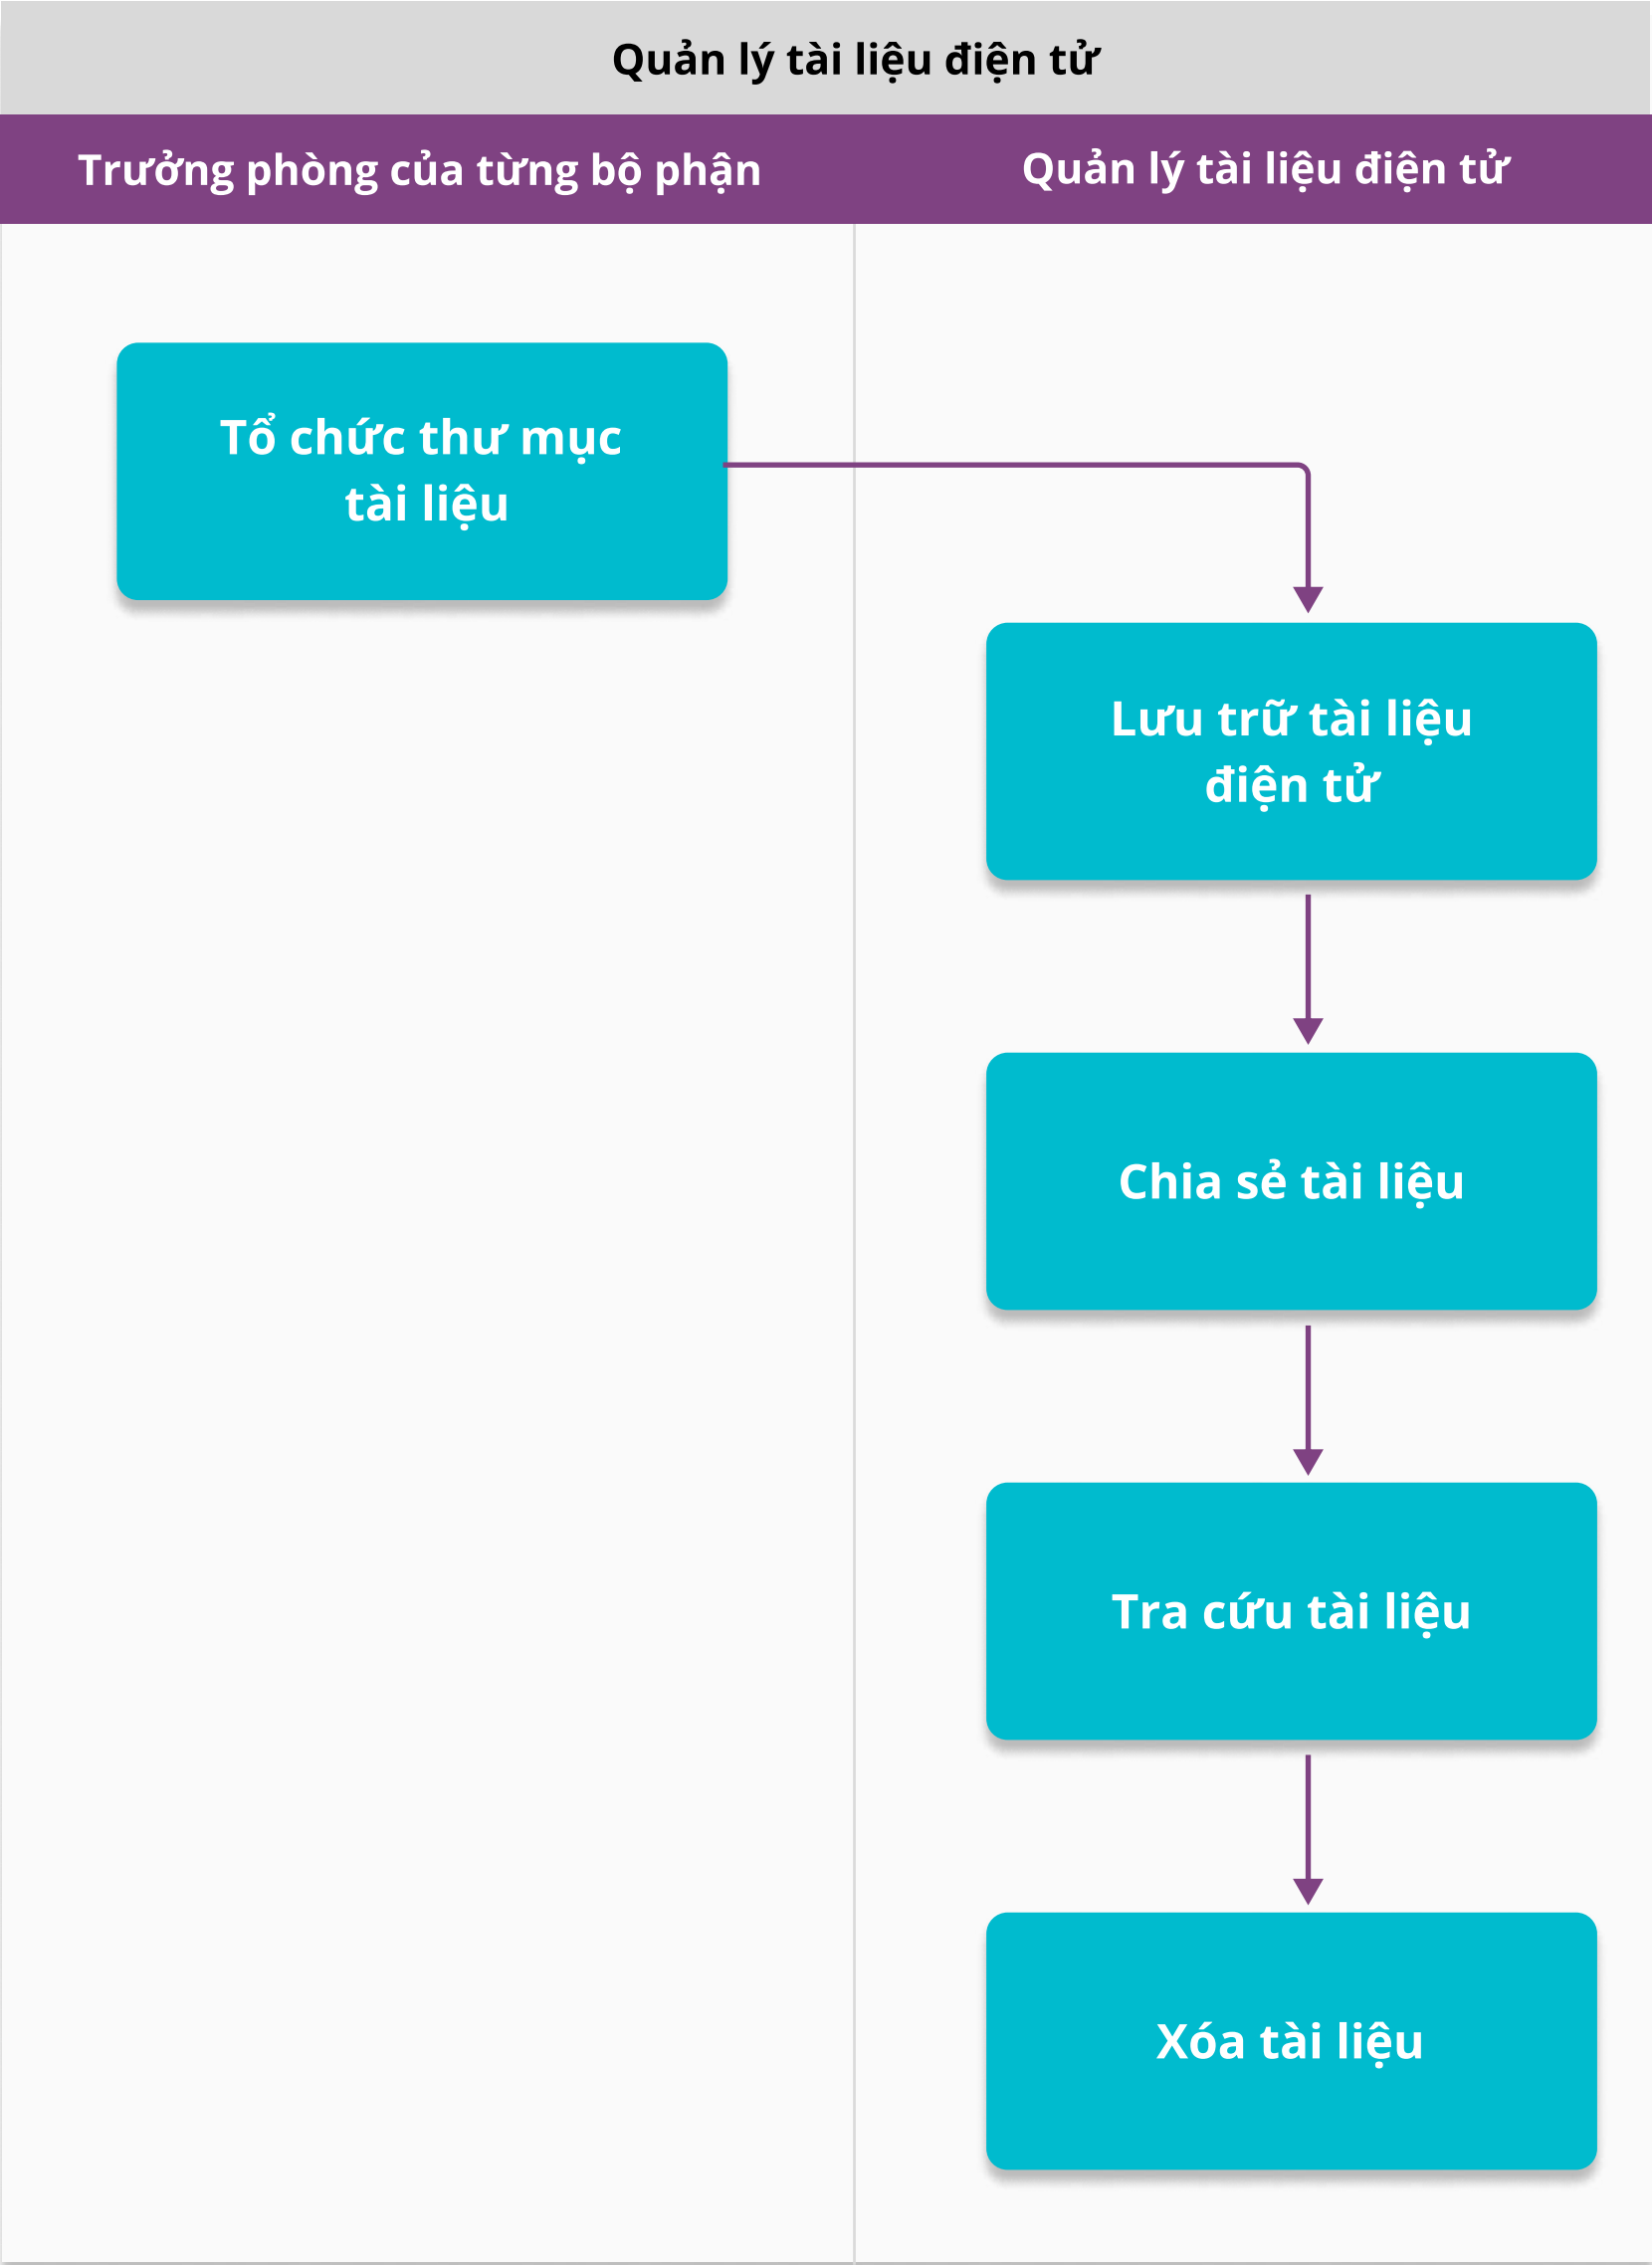 Quản lý tài liệu điện tử
Trưởng phòng của từng bộ phận
Quản lý tài liệu điện tử
Tổ chức thư mục
tài liệu
Lưu trữ tài liệu
điện tử
Chia sẻ tài liệu
Tra cứu tài liệu
Xóa tài liệu